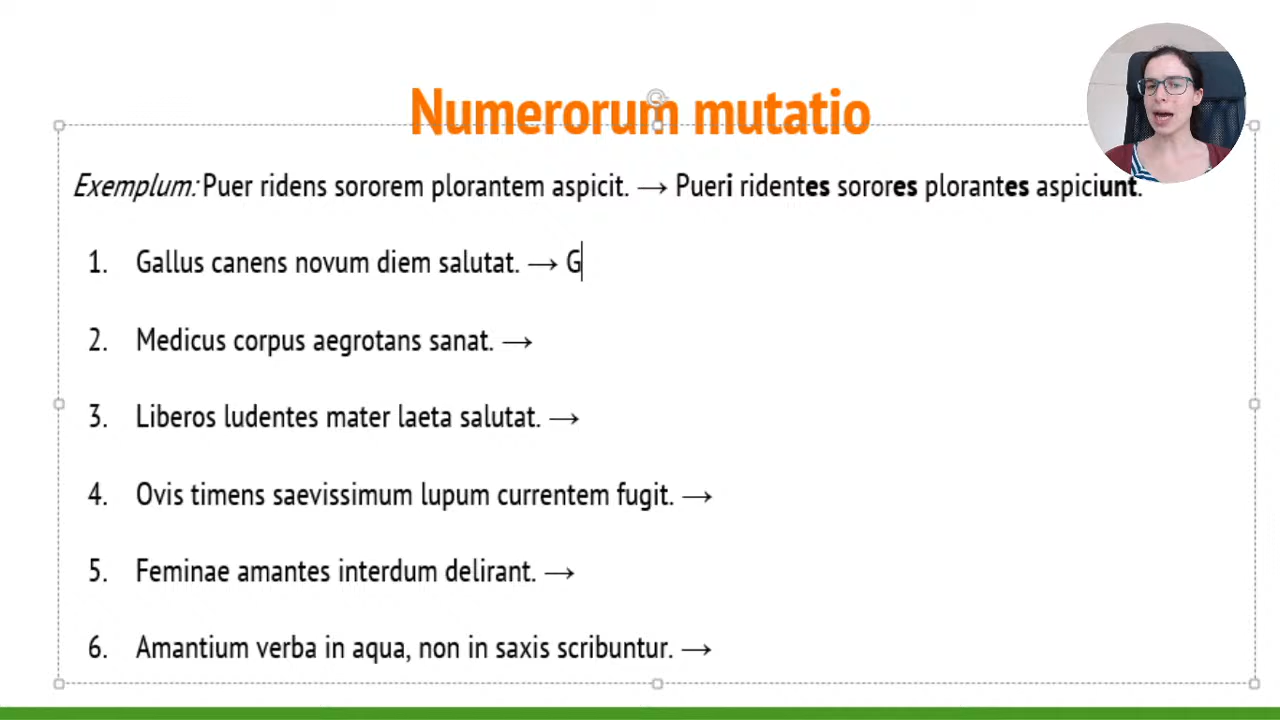 Numerorum mutatio
Exemplum: Puer ridens sororem plorantem aspicit. → Pueri ridentes sorores plorantes aspiciunt.
1. Gallus canens novum diem salutat. → G
2. Medicus corpus aegrotans sanat. →
3. Liberos ludentes mater laeta salutat. →
4. Ovis timens saevissimum lupum currentem fugit. →
5. Feminae amantes interdum delirant. →
6. Amantium verba in aqua, non in saxis scribuntur. →